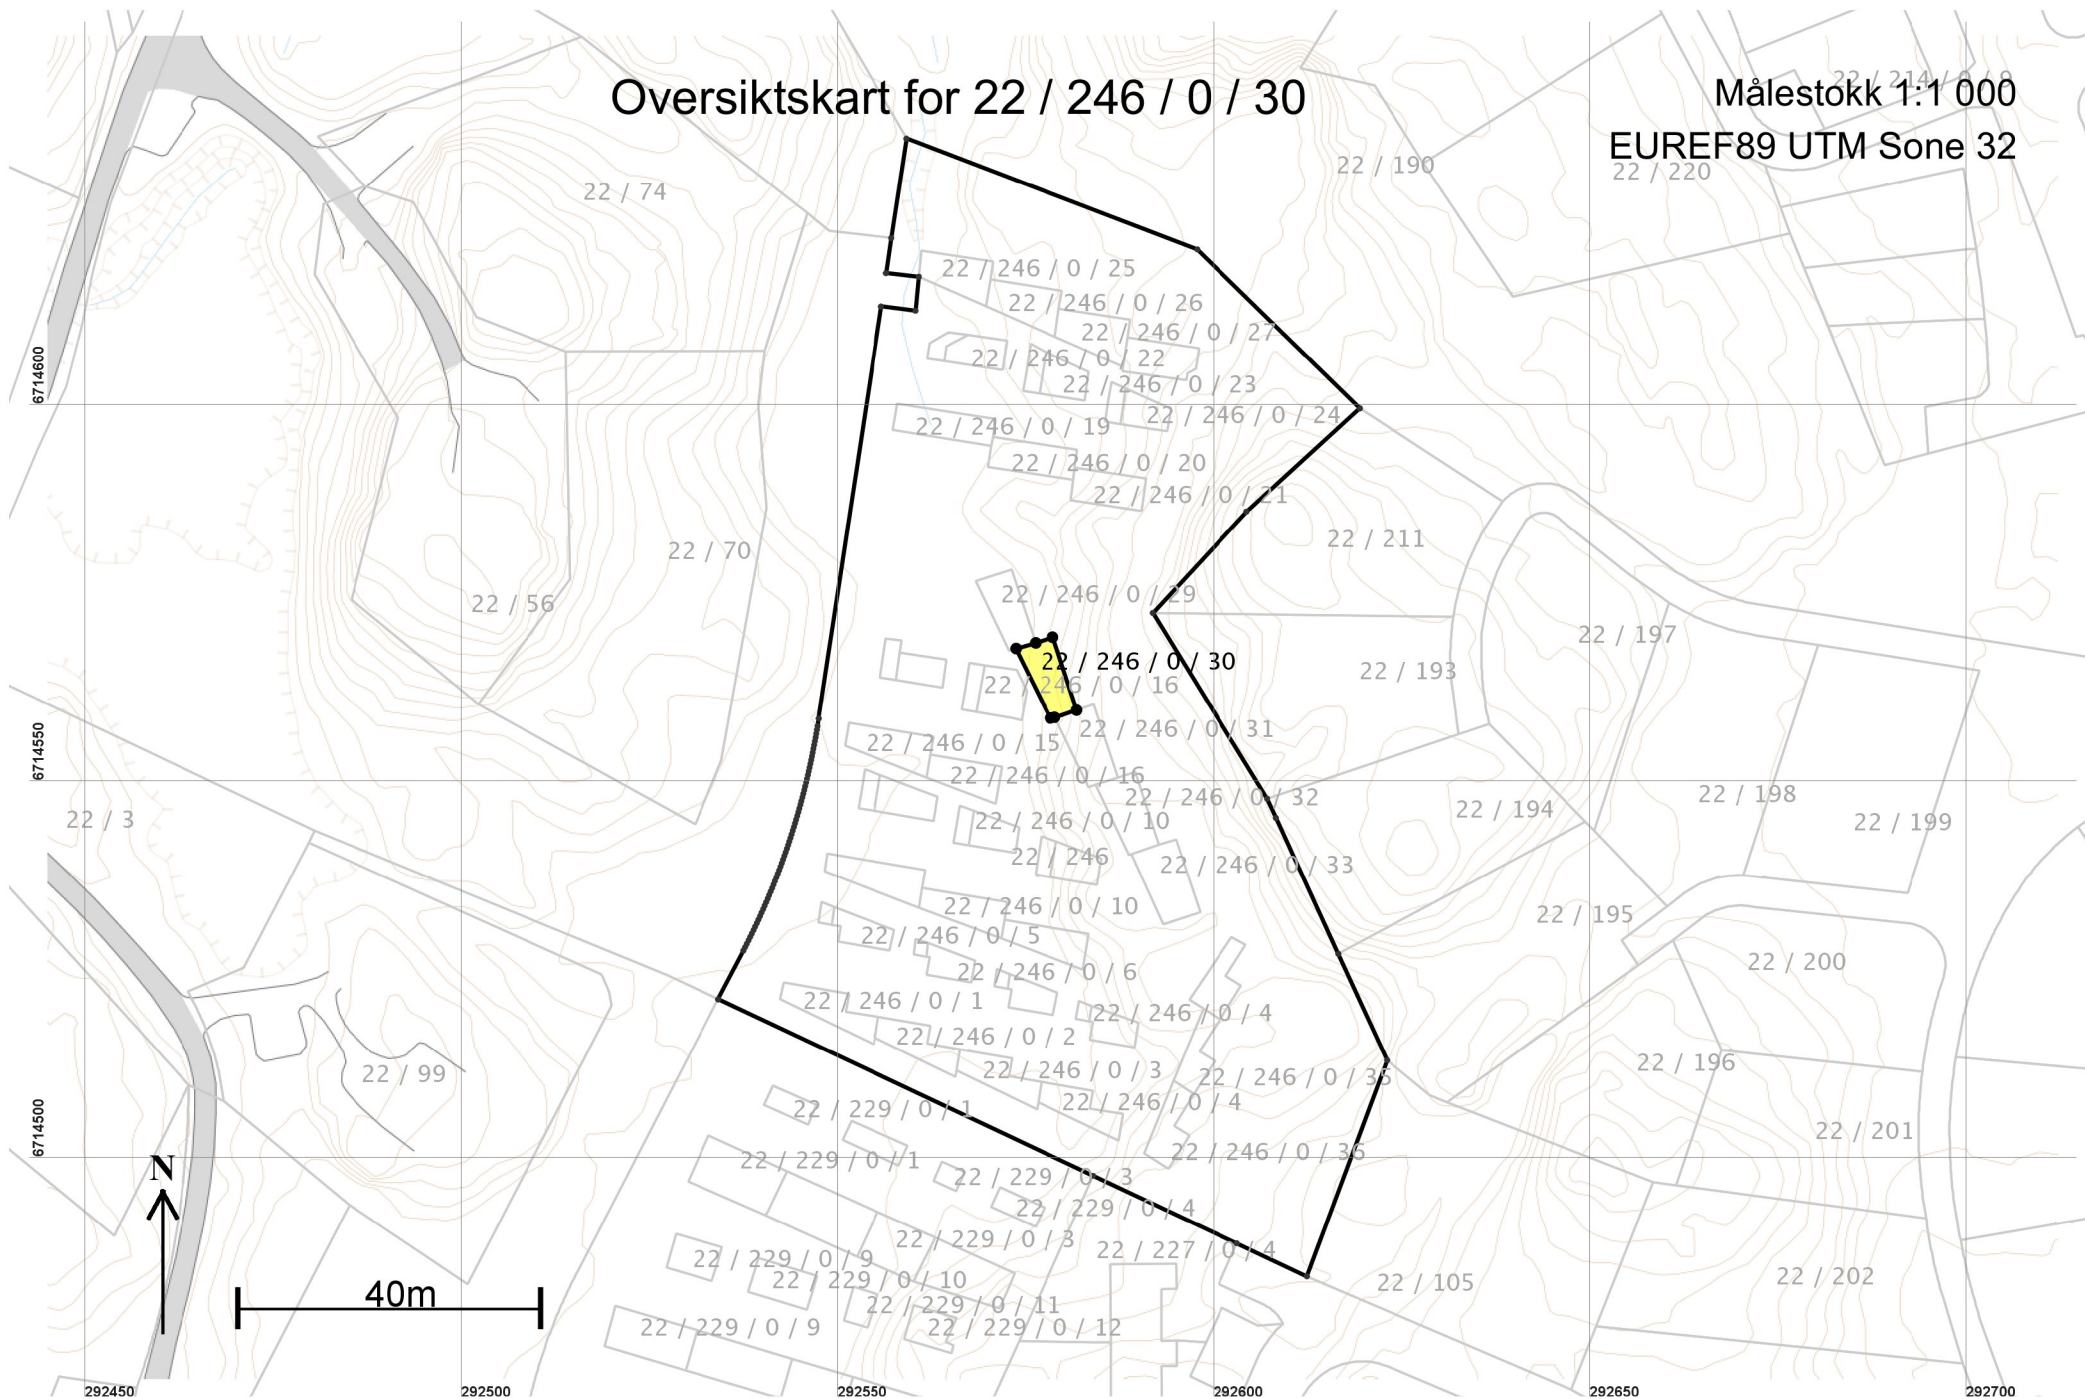 22 / 214 / 0 / 8
Oversiktskart for 22 / 246 / 0 / 30
Målestokk 1:1 000
EUREF89 UTM Sone 32
22 / 190
22 / 220
22 / 74
22 / 246 / 0 / 25
22 / 246 / 0 / 26
22 / 246 / 0 / 27
22 / 246 / 0 / 22
22 / 246 / 0 / 23
22 / 246 / 0 / 24
22 / 246 / 0 / 19
22 / 246 / 0 / 20
22 / 246 / 0 / 21
6714600
22 / 211
22 / 70
22 / 56
22 / 246 / 0 / 29
22 / 197
22 / 246 / 0 / 30
22 / 193
22 / 246 / 0 / 16
22 / 246 / 0 / 31
22 / 246 / 0 / 15
6714550
22 / 246 / 0 / 16
22 / 246 / 0 / 32
22 / 198
22 / 194
22 / 3
22 / 246 / 0 / 10
22 / 199
22 / 246
22 / 246 / 0 / 33
22 / 246 / 0 / 10
22 / 195
22 / 246 / 0 / 5
22 / 200
22 / 246 / 0 / 6
22 / 246 / 0 / 1
22 / 246 / 0 / 4
22 / 246 / 0 / 2
22 / 196
22 / 246 / 0 / 3
22 / 99
22 / 246 / 0 / 35
22 / 246 / 0 / 4
22 / 229 / 0 / 1
6714500
22 / 201
22 / 246 / 0 / 36
22 / 229 / 0 / 1
N
22 / 229 / 0 / 3
22 / 229 / 0 / 4
22 / 229 / 0 / 3
22 / 227 / 0 / 4
22 / 229 / 0 / 9
22 / 229 / 0 / 10
22 / 105
22 / 202
40m
22 / 229 / 0 / 11
22 / 229 / 0 / 9
22 / 229 / 0 / 12
292450
292500
292550
292600
292650
292700